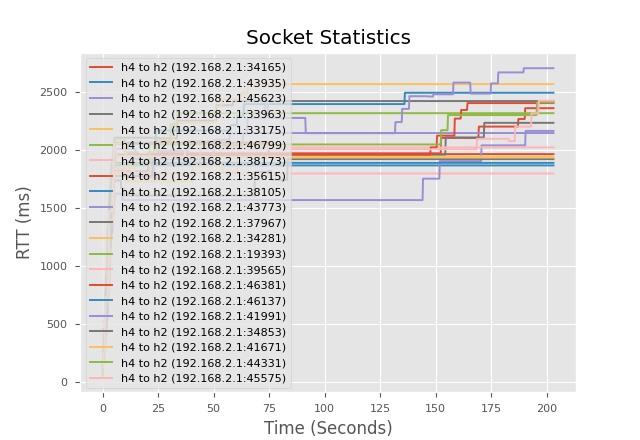 Socket Statistics
h4 to h2 (192.168.2.1:34165)
h4 to h2 (192.168.2.1:43935)
h4 to h2 (192.168.2.1:45623)
h4 to h2 (192.168.2.1:33963)
h4 to h2 (192.168.2.1:33175)
h4 to h2 (192.168.2.1:46799)
h4 to h2 (192.168.2.1:38173)
h4 to h2 (192.168.2.1:35615)
h4 to h2 (192.168.2.1:38105)
h4 to h2 (192.168.2.1:43773)
h4 to h2 (192.168.2.1:37967)
h4 to h2 (192.168.2.1:34281)
h4 to h2 (192.168.2.1:19393)
h4 to h2 (192.168.2.1:39565)
h4 to h2 (192.168.2.1:46381)
h4 to h2 (192.168.2.1:46137)
h4 to h2 (192.168.2.1:41991)
h4 to h2 (192.168.2.1:34853)
h4 to h2 (192.168.2.1:41671)
h4 to h2 (192.168.2.1:44331)
h4 to h2 (192.168.2.1:45575)
RTT (ms)
2500
2000
1500
1000
500
0
0 25 50 75 100 125 150 175 200
Time (Seconds)